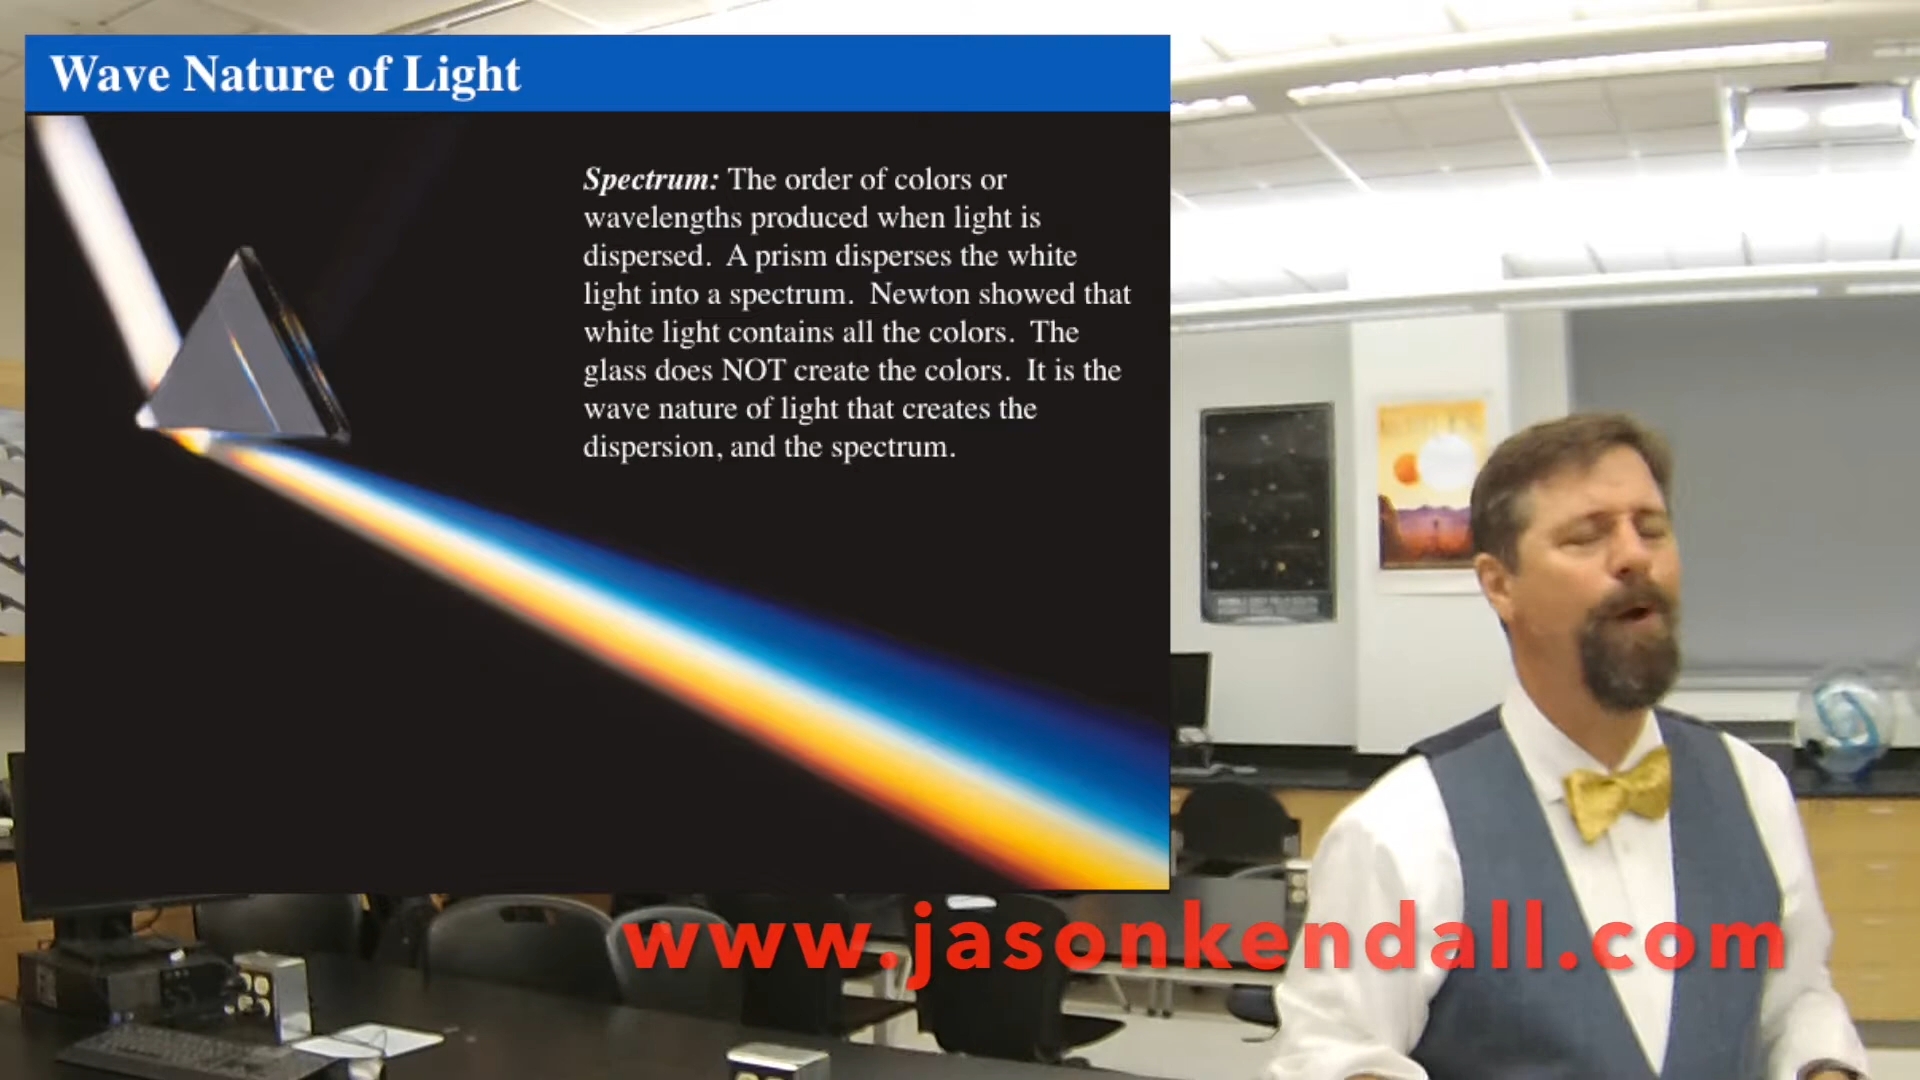 Wave Nature of Light
Spectrum: The order of colors or
wavelengths produced when light is
dispersed. A prism disperses the white
light into a spectrum. Newton showed that
white light contains all the colors. The
glass does NOT create the colors. It is the
wave nature of light that creates the
dispersion, and the spectrum.
www.jasonkendall.com